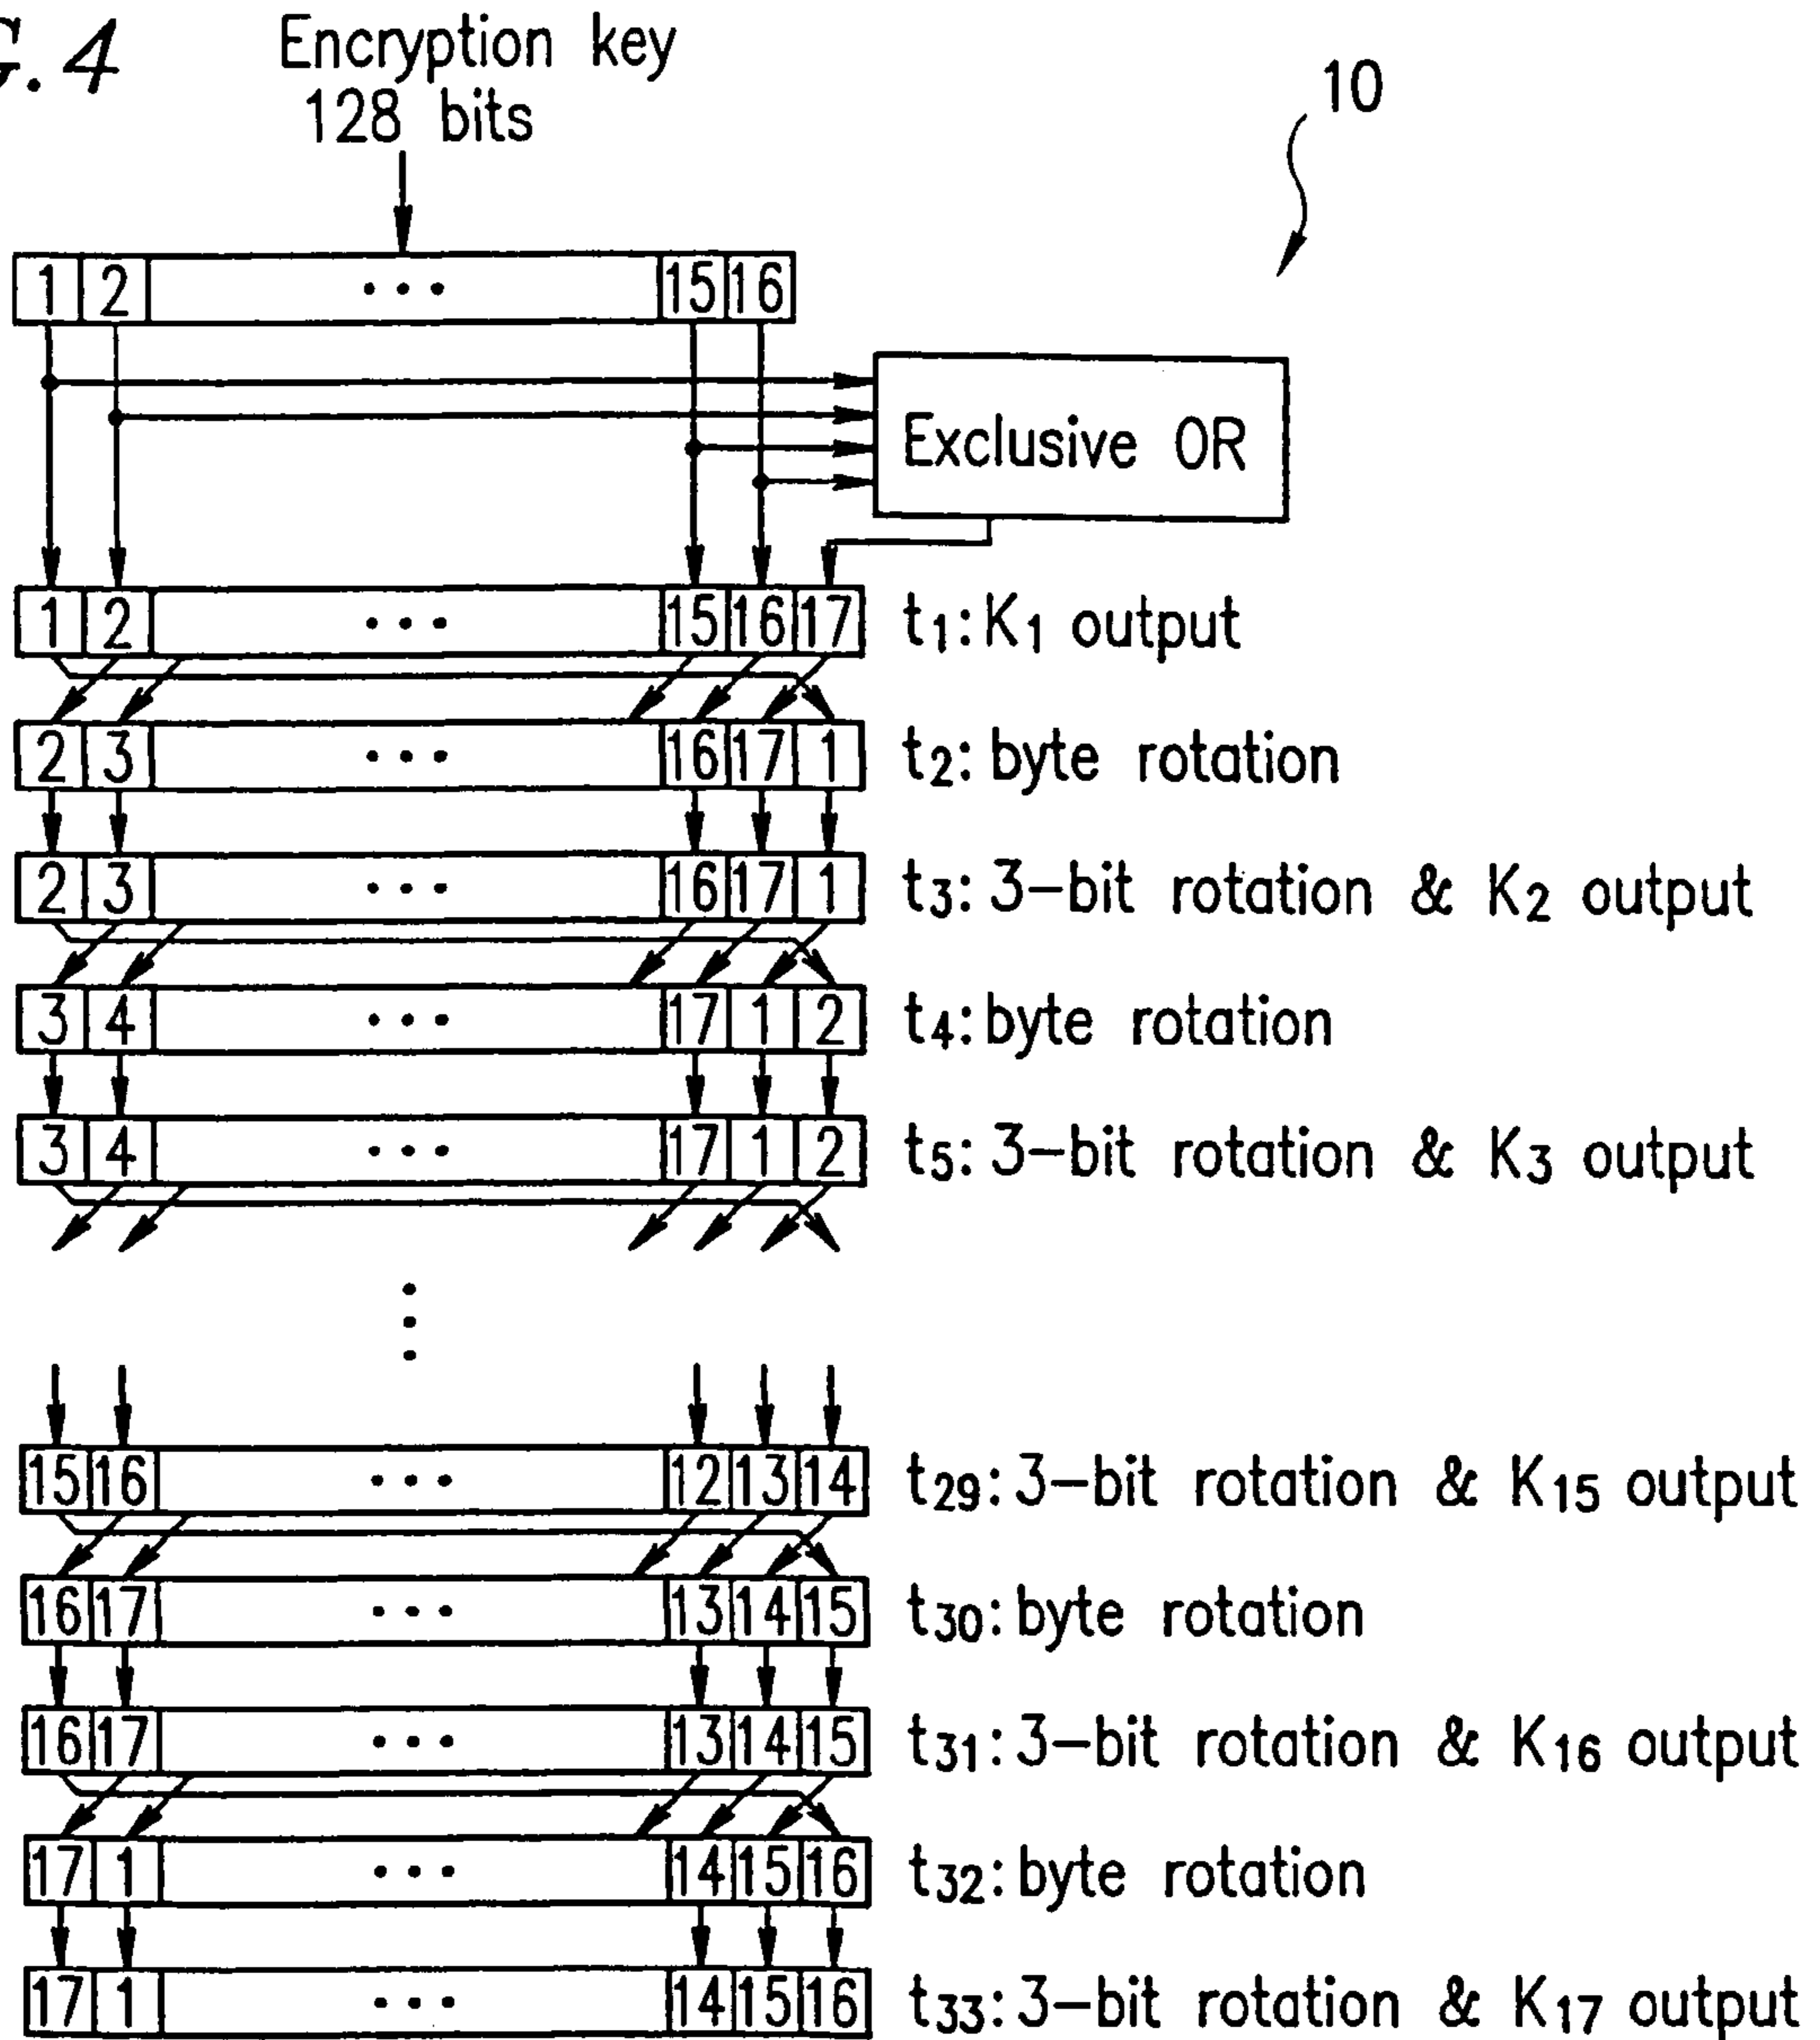 G. 4
Encryption key
128 bits
10
1 2 ... 15 16
Exclusive OR
1 2 ... 15 16 17 t1: K1 output
2 3 ... 16 17 1 t2: byte rotation
2 3 ... 16 17 1 t3: 3-bit rotation & K2 output
3 4 ... 17 1 2 t4: byte rotation
3 4 ... 17 1 2 t5: 3-bit rotation & K3 output
15 16 ... 12 13 14 t29: 3-bit rotation & K15 output
16 17 ... 13 14 15 t30: byte rotation
16 17 ... 13 14 15 t31: 3-bit rotation & K16 output
17 1 ... 14 15 16 t32: byte rotation
17 1 ... 14 15 16 t33: 3-bit rotation & K17 output